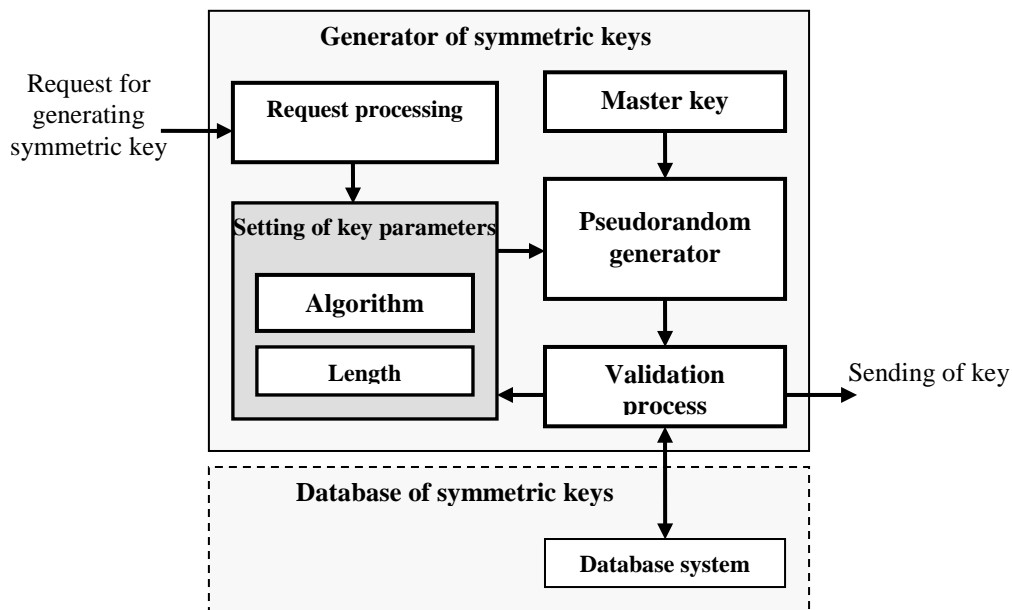 Generator of symmetric keys
Request for
generating
symmetric key
Request processing
Master key
Setting of key parameters
Pseudorandom
generator
Algorithm
Length
Validation
process
Sending of key
Database of symmetric keys
Database system